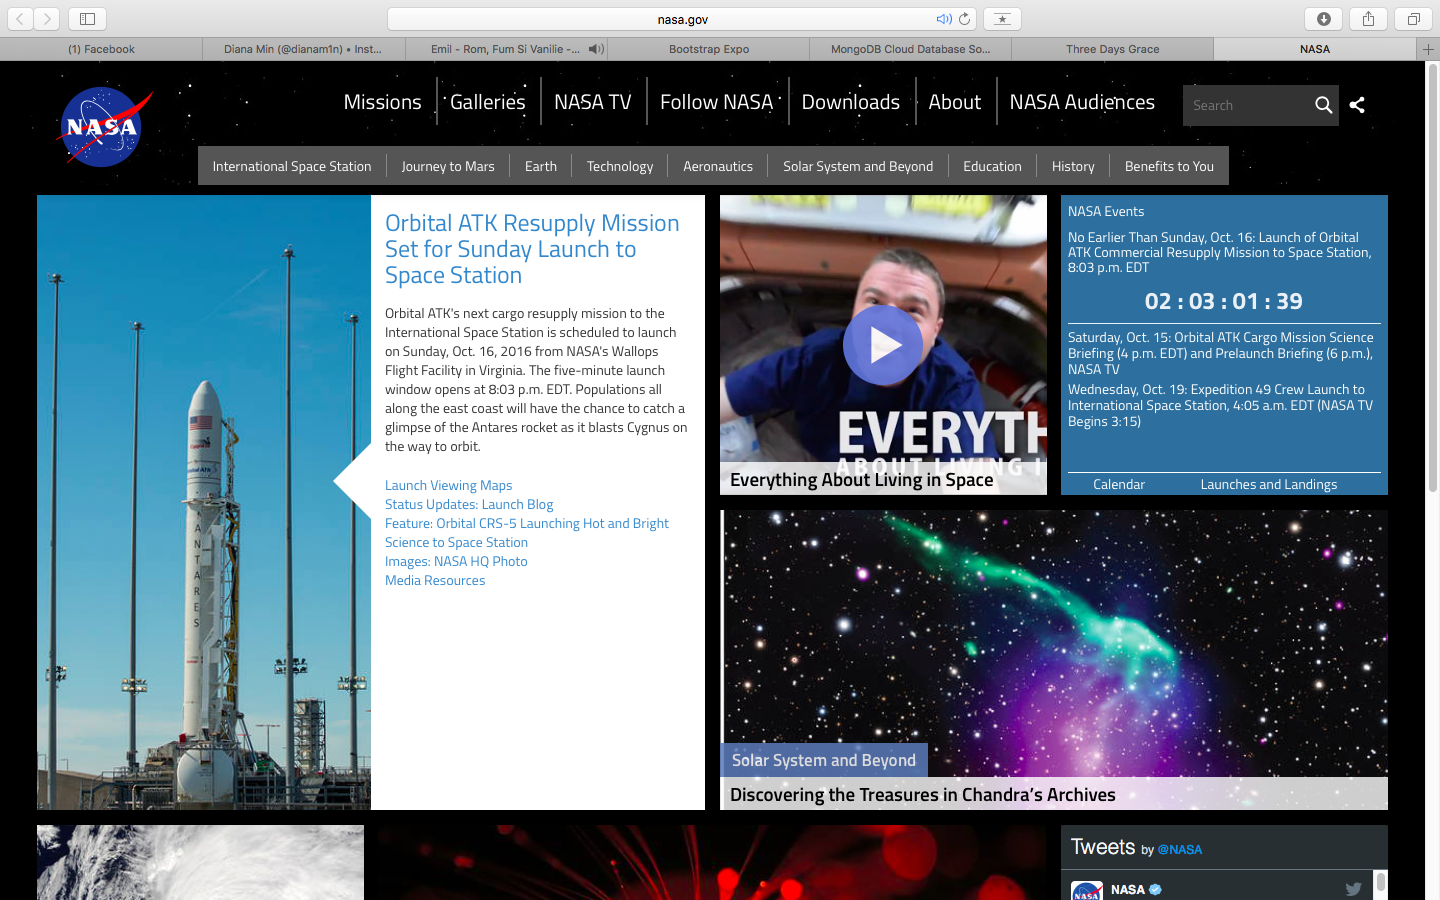 nasa.gov
(1) Facebook
Diana Min (@dianam1n) • Inst...
Emil - Rom, Fum Si Vanilie -...
Bootstrap Expo
MongoDB Cloud Database So...
Three Days Grace
NASA
NASA
Missions
Galleries
NASA TV
Follow NASA
Downloads
About
NASA Audiences
Search
International Space Station
Journey to Mars
Earth
Technology
Aeronautics
Solar System and Beyond
Education
History
Benefits to You
Orbital ATK
ANTARES
Orbital ATK Resupply Mission
Set for Sunday Launch to
Space Station
Orbital ATK's next cargo resupply mission to the
International Space Station is scheduled to launch
on Sunday, Oct. 16, 2016 from NASA's Wallops
Flight Facility in Virginia. The five-minute launch
window opens at 8:03 p.m. EDT. Populations all
along the east coast will have the chance to catch a
glimpse of the Antares rocket as it blasts Cygnus on
the way to orbit.
Launch Viewing Maps
Status Updates: Launch Blog
Feature: Orbital CRS-5 Launching Hot and Bright
Science to Space Station
Images: NASA HQ Photo
Media Resources
EVERYTH
ABOUT LIVING I
Everything About Living in Space
NASA Events
No Earlier Than Sunday, Oct. 16: Launch of Orbital
ATK Commercial Resupply Mission to Space Station,
8:03 p.m. EDT
02 : 03 : 01 : 39
Saturday, Oct. 15: Orbital ATK Cargo Mission Science
Briefing (4 p.m. EDT) and Prelaunch Briefing (6 p.m.),
NASA TV
Wednesday, Oct. 19: Expedition 49 Crew Launch to
International Space Station, 4:05 a.m. EDT (NASA TV
Begins 3:15)
Calendar
Launches and Landings
Solar System and Beyond
Discovering the Treasures in Chandra's Archives
Tweets by @NASA
NASA
NASA